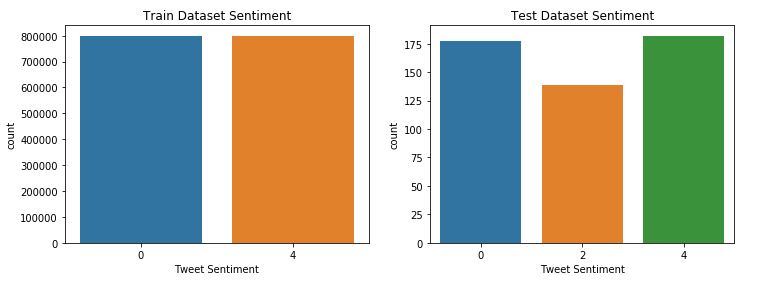 Train Dataset Sentiment
800000
700000
600000
500000
400000
300000
200000
100000
0
count
0 4
Tweet Sentiment
Test Dataset Sentiment
175
150
125
100
75
50
25
0
count
0 2 4
Tweet Sentiment